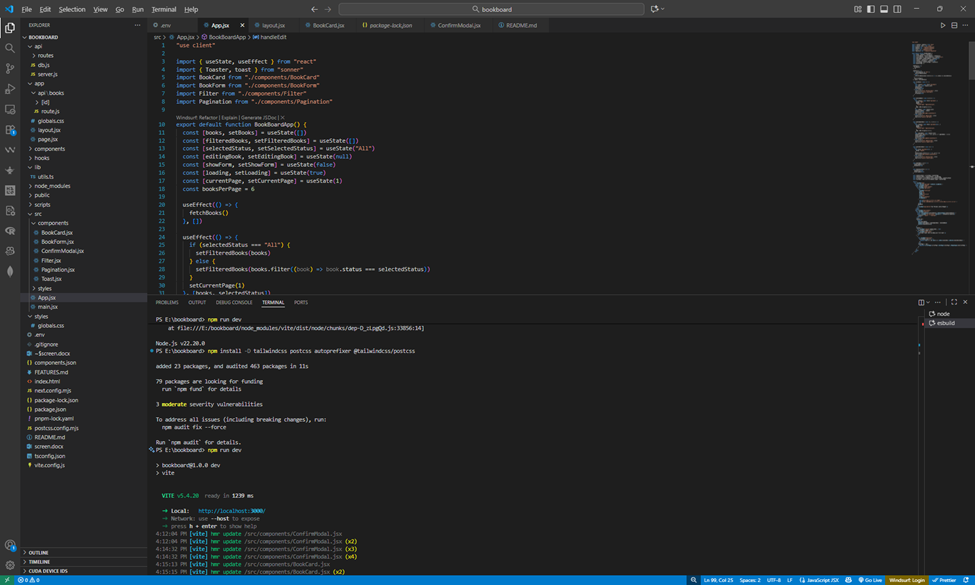 File Edit Selection View Go Run Terminal Help
bookboard
EXPLORER
.env
App.jsx
layout.jsx
BookCard.jsx
package-lock.json
ConfirmModal.jsx
README.md
BOOKBOARD
api
routes
db.js
server.js
app
api\books
[id]
route.js
globals.css
layout.jsx
page.jsx
components
hooks
lib
utils.ts
node_modules
public
scripts
src
components
BookCard.jsx
BookForm.jsx
ConfirmModal.jsx
Filter.jsx
Pagination.jsx
Toast.jsx
styles
App.jsx
main.jsx
styles
globals.css
.env
.gitignore
~$screen.docx
components.json
FEATURES.md
index.html
next.config.mjs
package-lock.json
package.json
pnpm-lock.yaml
postcss.config.mjs
README.md
screen.docx
tsconfig.json
vite.config.js
OUTLINE
TIMELINE
CUDA DEVICE IOS
src > App.jsx > BookBoardApp > handleEdit
1 "use client"
2
3 import { useState, useEffect } from "react"
4 import { Toaster, toast } from "sonner"
5 import BookCard from "./components/BookCard"
6 import BookForm from "./components/BookForm"
7 import Filter from "./components/Filter"
8 import Pagination from "./components/Pagination"
9
Windsurf: Refactor | Explain | Generate JSDoc | X
10 export default function BookBoardApp() {
11 const [books, setBooks] = useState([])
12 const [filteredBooks, setFilteredBooks] = useState([])
13 const [selectedStatus, setSelectedStatus] = useState("All")
14 const [editingBook, setEditingBook] = useState(null)
15 const [showForm, setShowForm] = useState(false)
16 const [loading, setLoading] = useState(true)
17 const [currentPage, setCurrentPage] = useState(1)
18 const booksPerPage = 6
19
20 useEffect(() => {
21 fetchBooks()
22 }, [])
23
24 useEffect(() => {
25 if (selectedStatus === "All") {
26 setFilteredBooks(books)
27 } else {
28 setFilteredBooks(books.filter((book) => book.status === selectedStatus))
29 }
30 setCurrentPage(1)
31 }, [books, selectedStatus])
PROBLEMS OUTPUT DEBUG CONSOLE TERMINAL PORTS
node
esbuild
PS E:\bookboard> npm run dev
at file:///E:/bookboard/node_modules/vite/dist/node/chunks/dep-D_zLpgQd.js:33856:14]
Node.js v22.20.0
PS E:\bookboard> npm install -D tailwindcss postcss autoprefixer @tailwindcss/postcss
added 23 packages, and audited 463 packages in 11s
79 packages are looking for funding
run `npm fund` for details
3 moderate severity vulnerabilities
To address all issues (including breaking changes), run:
npm audit fix --force
Run `npm audit` for details.
PS E:\bookboard> npm run dev
> bookboard@1.0.0 dev
> vite
VITE v5.4.20 ready in 1239 ms
➜ Local: http://localhost:3000/
➜ Network: use --host to expose
➜ press h + enter to show help
4:12:04 PM [vite] hmr update /src/components/ConfirmModal.jsx
4:12:04 PM [vite] hmr update /src/components/ConfirmModal.jsx (x2)
4:14:32 PM [vite] hmr update /src/components/ConfirmModal.jsx (x3)
4:14:32 PM [vite] hmr update /src/components/ConfirmModal.jsx (x4)
4:15:13 PM [vite] hmr update /src/components/BookCard.jsx
4:15:15 PM [vite] hmr update /src/components/BookCard.jsx (x2)
0 0 Ln 99, Col 25 Spaces: 2 UTF-8 LF JavaScript JSX Go Live Windsurf: Login Prettier